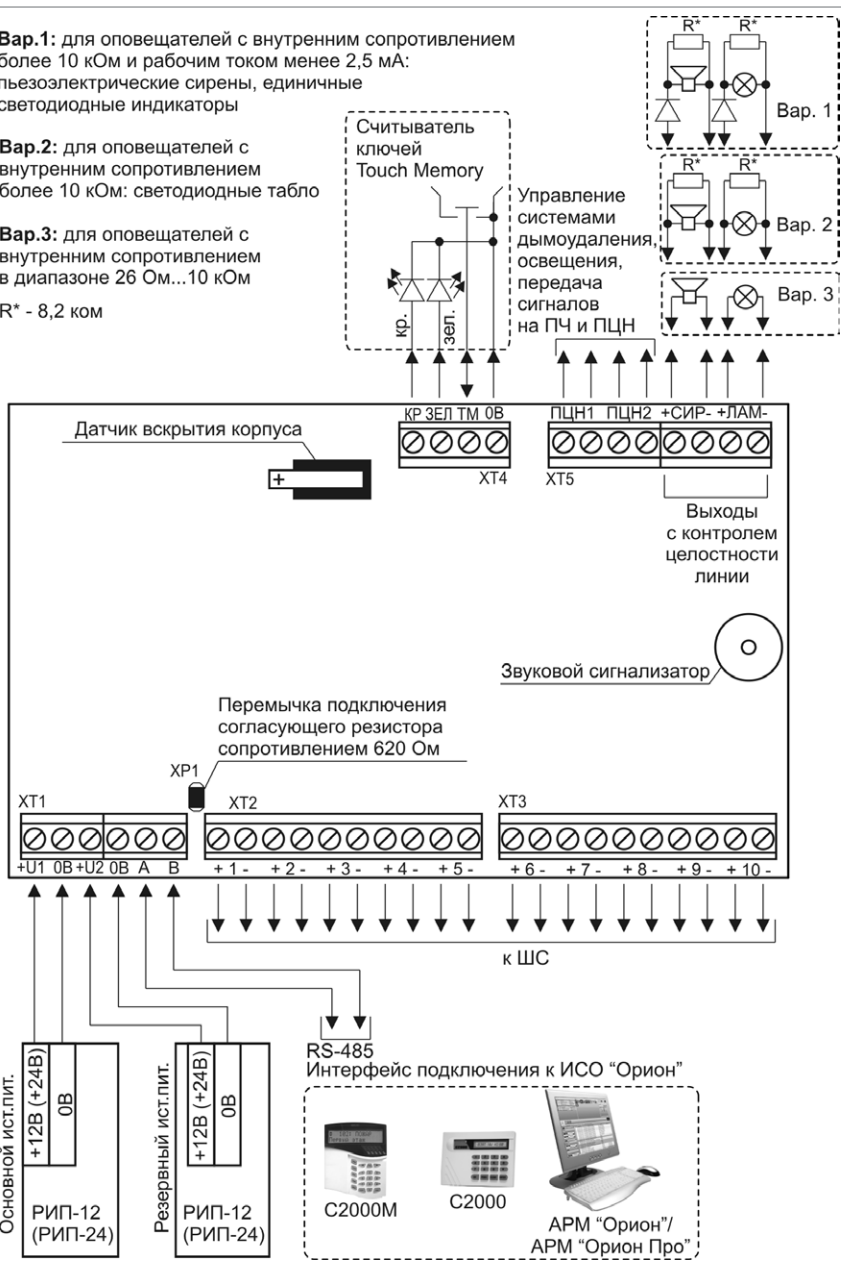 Вар.1: для оповещателей с внутренним сопротивлением
более 10 кОм и рабочим током менее 2,5 мА:
пьезоэлектрические сирены, единичные
светодиодные индикаторы
Вар.2: для оповещателей с
внутренним сопротивлением
более 10 кОм: светодиодные табло
Вар.3: для оповещателей с
внутренним сопротивлением
в диапазоне 26 Ом...10 кОм
R* - 8,2 ком
Считыватель
ключей
Touch Memory
кр.
зел.
Управление
системами
дымоудаления,
освещения,
передача
сигналов
на ПЧ и ПЦН
R* R*
Вар. 1
R* R*
Вар. 2
Вар. 3
КР ЗЕЛ ТМ 0В
XT4
ПЦН1 ПЦН2 +СИР- +ЛАМ-
XT5
Датчик вскрытия корпуса
+
Выходы
с контролем
целостности
линии
Звуковой сигнализатор
Перемычка подключения
согласующего резистора
сопротивлением 620 Ом
XP1
XT1
XT2
XT3
+U1 0В +U2 0В A B
+ 1 - + 2 - + 3 - + 4 - + 5 -
+ 6 - + 7 - + 8 - + 9 - + 10 -
к ШС
RS-485
Интерфейс подключения к ИСО “Орион”
Основной ист.пит.
+12В (+24В)
0В
РИП-12
(РИП-24)
Резервный ист.пит.
+12В (+24В)
0В
РИП-12
(РИП-24)
С2000М
С2000
АРМ “Орион”/
АРМ “Орион Про”